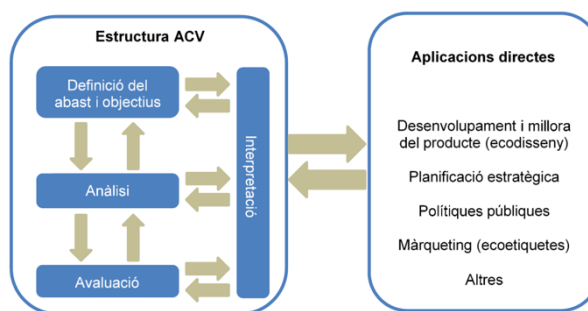 Estructura ACV
Definició del
abast i objectius
Anàlisi
Avaluació
Interpretació
Aplicacions directes
Desenvolupament i millora
del producte (ecodisseny)
Planificació estratègica
Polítiques públiques
Màrqueting (ecoetiquetes)
Altres